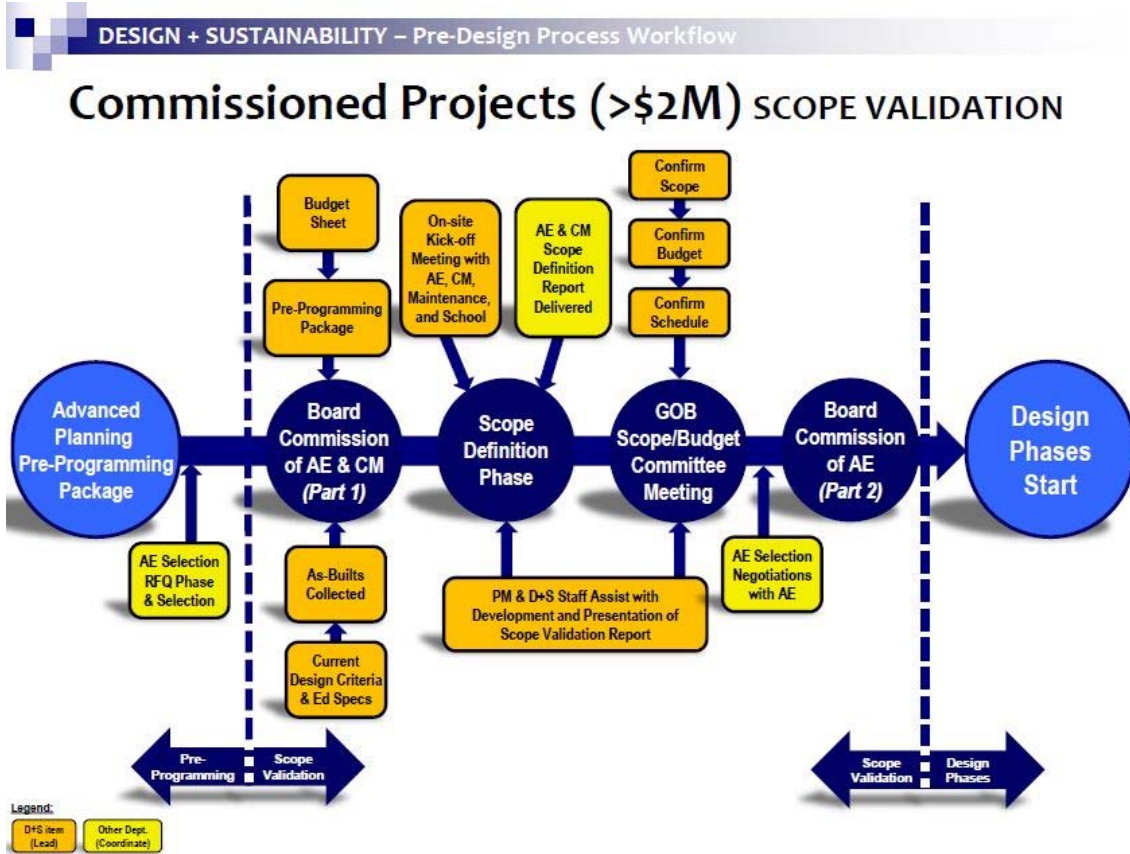 DESIGN + SUSTAINABILITY – Pre-Design Process Workflow
Commissioned Projects (>$2M) SCOPE VALIDATION
Budget
Sheet
Pre-Programming
Package
On-site
Kick-off
Meeting with
AE, CM,
Maintenance,
and School
AE & CM
Scope
Definition
Report
Delivered
Confirm
Scope
Confirm
Budget
Confirm
Schedule
Advanced
Planning
Pre-Programming
Package
Board
Commission
of AE & CM
(Part 1)
Scope
Definition
Phase
GOB
Scope/Budget
Committee
Meeting
Board
Commission
of AE
(Part 2)
Design
Phases
Start
AE Selection
RFQ Phase
& Selection
As-Builts
Collected
Current
Design Criteria
& Ed Specs
PM & D+S Staff Assist with
Development and Presentation of
Scope Validation Report
AE Selection
Negotiations
with AE
Pre-
Programming
Scope
Validation
Scope
Validation
Design
Phases
Legend:
D+S item
(Lead)
Other Dept.
(Coordinate)